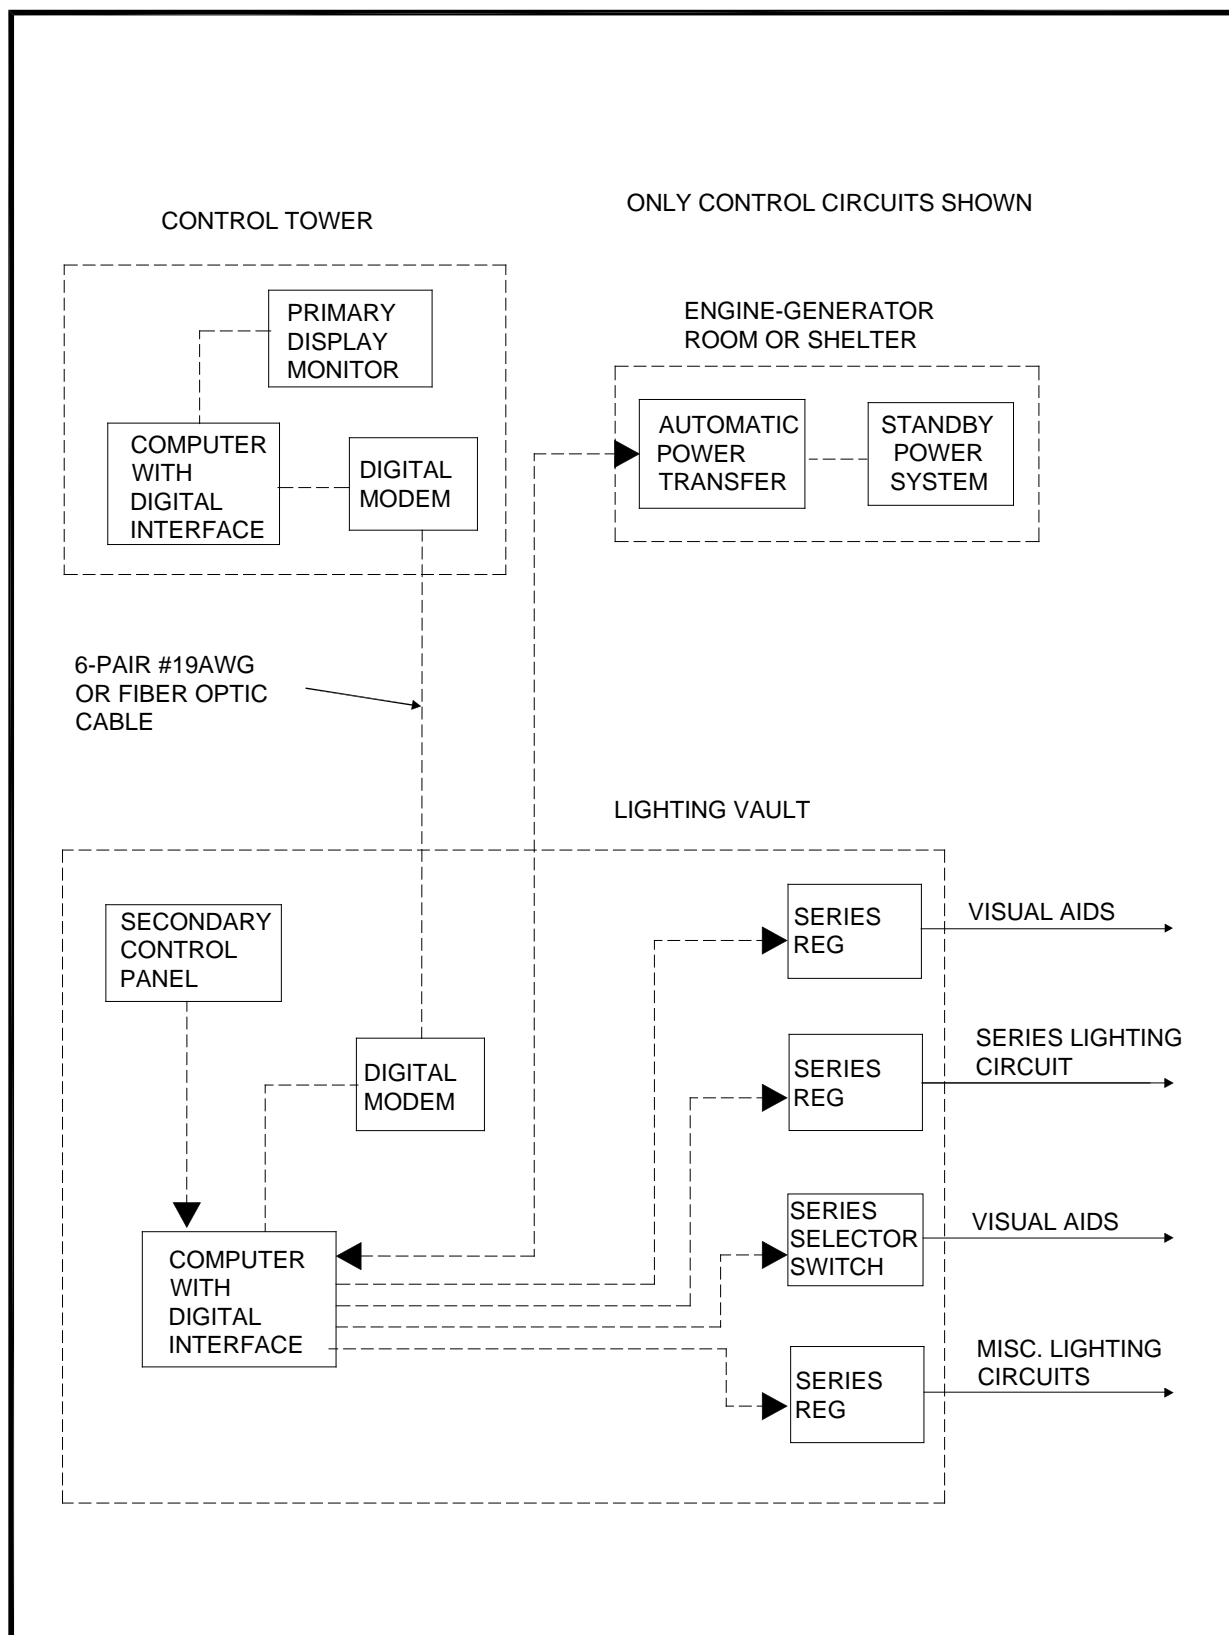 ONLY CONTROL CIRCUITS SHOWN
CONTROL TOWER
PRIMARY
DISPLAY
MONITOR
COMPUTER
WITH
DIGITAL
INTERFACE
DIGITAL
MODEM
ENGINE-GENERATOR
ROOM OR SHELTER
AUTOMATIC
POWER
TRANSFER
STANDBY
POWER
SYSTEM
6-PAIR #19AWG
OR FIBER OPTIC
CABLE
LIGHTING VAULT
SECONDARY
CONTROL
PANEL
DIGITAL
MODEM
COMPUTER
WITH
DIGITAL
INTERFACE
SERIES
REG
VISUAL AIDS
SERIES
REG
SERIES LIGHTING
CIRCUIT
SERIES
SELECTOR
SWITCH
VISUAL AIDS
SERIES
REG
MISC. LIGHTING
CIRCUITS